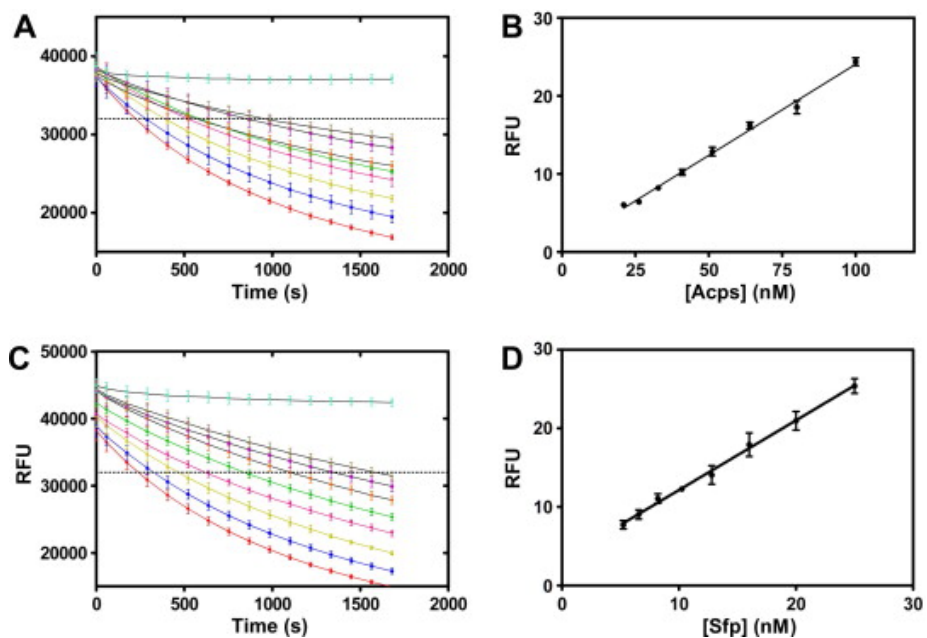 A
40000
30000
20000
0 500 1000 1500 2000
Time (s)
B
RFU
30
20
10
0
0 25 50 75 100
[Acps] (nM)
C
RFU
50000
40000
30000
20000
0 500 1000 1500 2000
Time (s)
D
RFU
30
20
10
0
0 10 20 30
[Sfp] (nM)